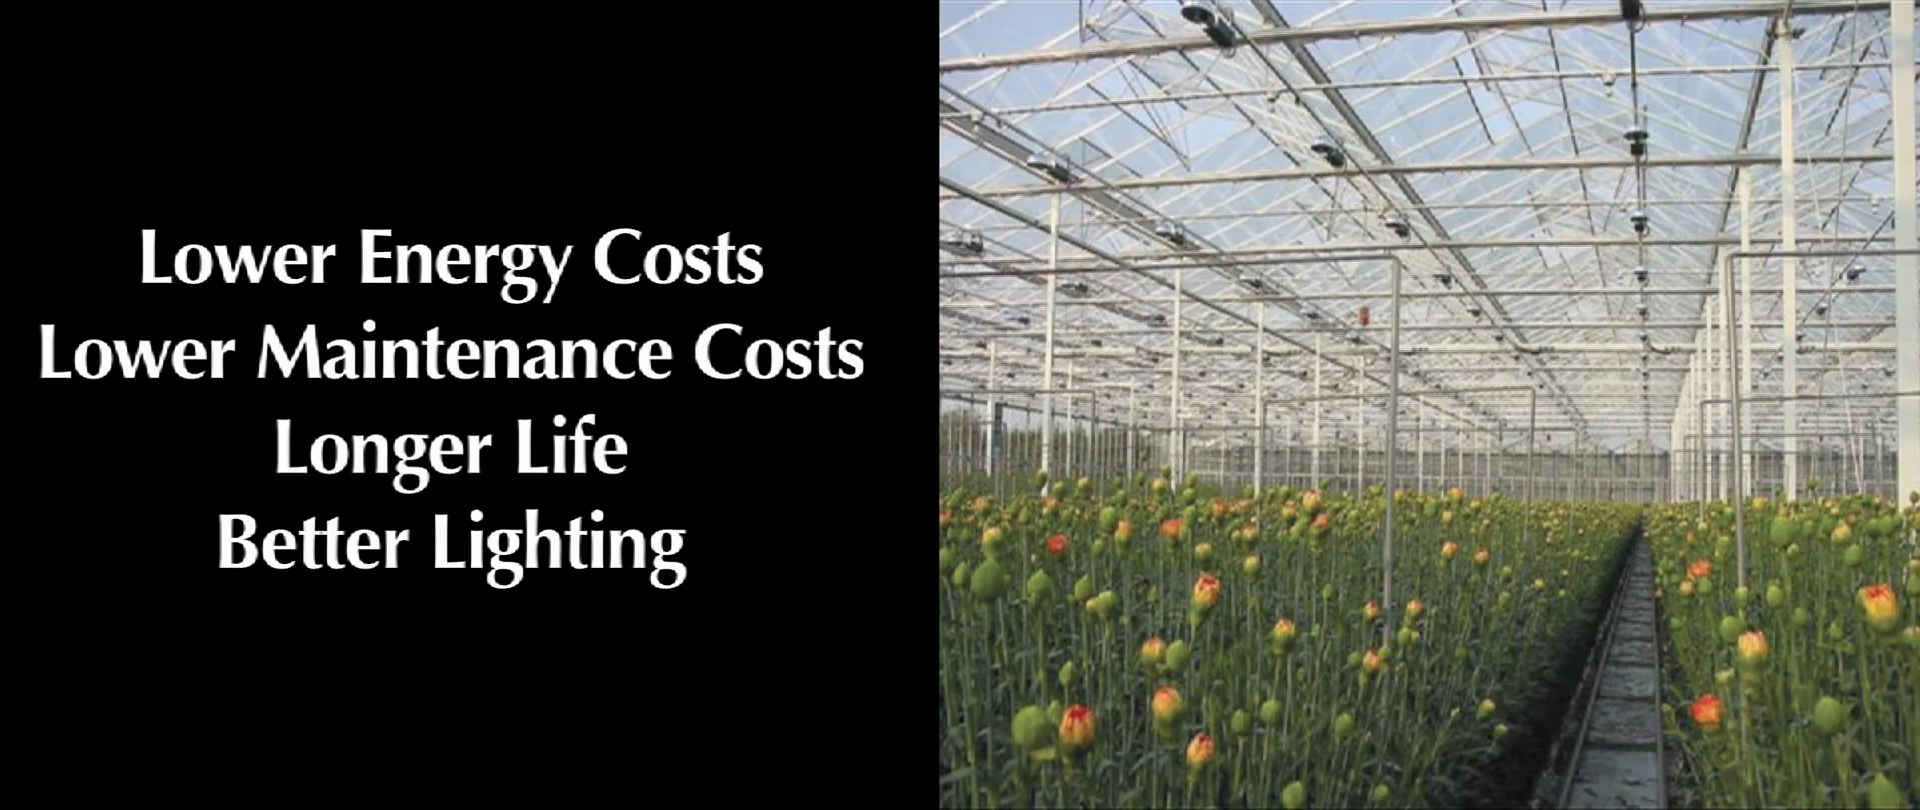 Lower Energy Costs
Lower Maintenance Costs
Longer Life
Better Lighting